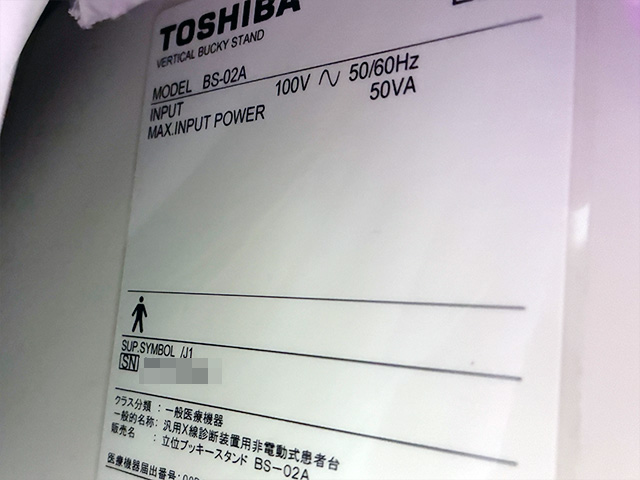 TOSHIBA
VERTICAL BUCKY STAND
MODEL BS-02A
INPUT 100V ~ 50/60Hz
MAX.INPUT POWER 50VA
SUP.SYMBOL /J1
SN
クラス分類 : 一般医療機器
一般的名称: 汎用X線診断装置用非電動式患者台
販売名 : 立位ブッキースタンド BS-02A
医療機器届出番号: